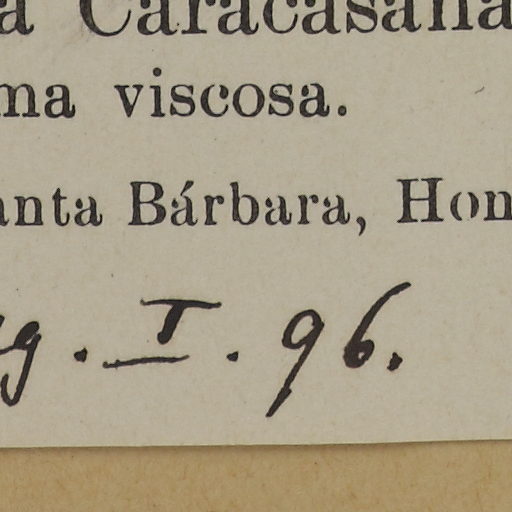 a Caracasana
ma viscosa.
anta Bárbara, Hon
g. I. 96.